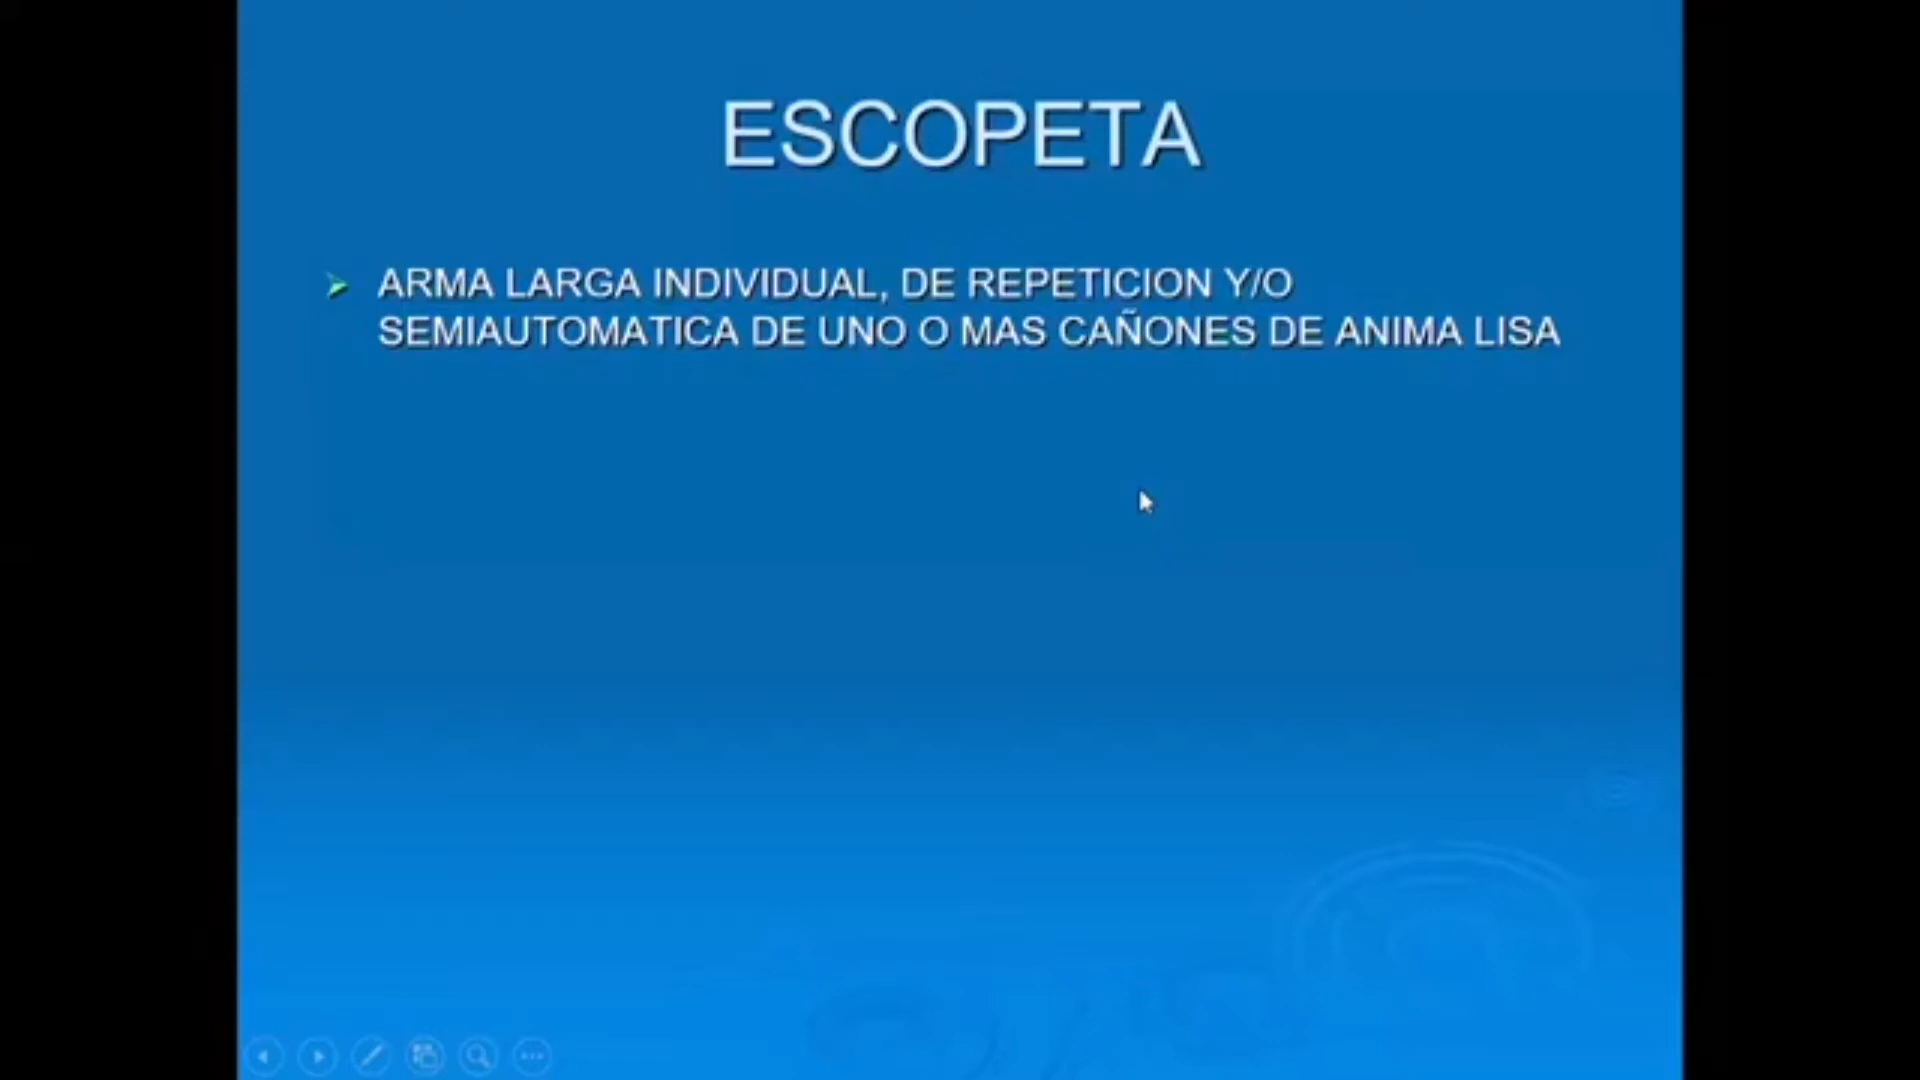 ESCOPETA
ARMA LARGA INDIVIDUAL, DE REPETICION Y/O
SEMIAUTOMATICA DE UNO O MAS CAÑONES DE ANIMA LISA